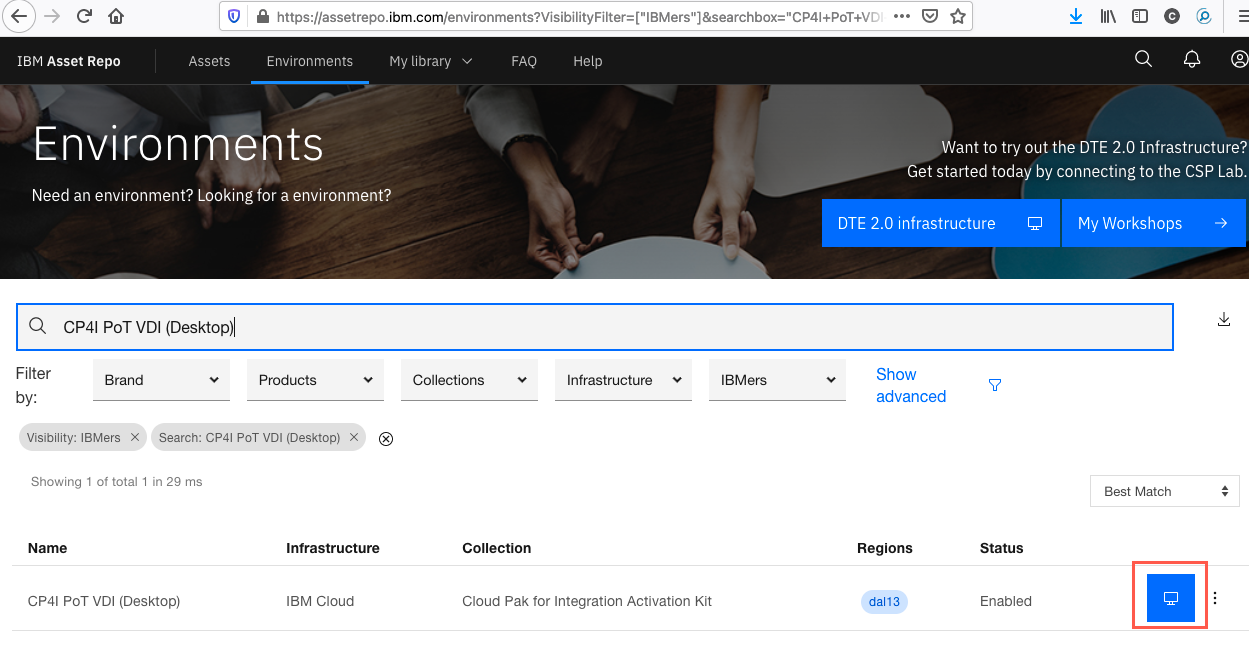 https://assetrepo.ibm.com/environments?VisibilityFilter=["IBMers"]&searchbox="CP4I+PoT+VDI
IBM Asset Repo
Assets
Environments
My library
FAQ
Help
Environments
Need an environment? Looking for a environment?
Want to try out the DTE 2.0 Infrastructure?
Get started today by connecting to the CSP Lab.
DTE 2.0 infrastructure
My Workshops
CP4I PoT VDI (Desktop)
Filter
by:
Brand
Products
Collections
Infrastructure
IBMers
Show
advanced
Visibility: IBMers
Search: CP4I PoT VDI (Desktop)
Showing 1 of total 1 in 29 ms
Best Match
Name Infrastructure Collection Regions Status
CP4I PoT VDI (Desktop) IBM Cloud Cloud Pak for Integration Activation Kit dal13 Enabled